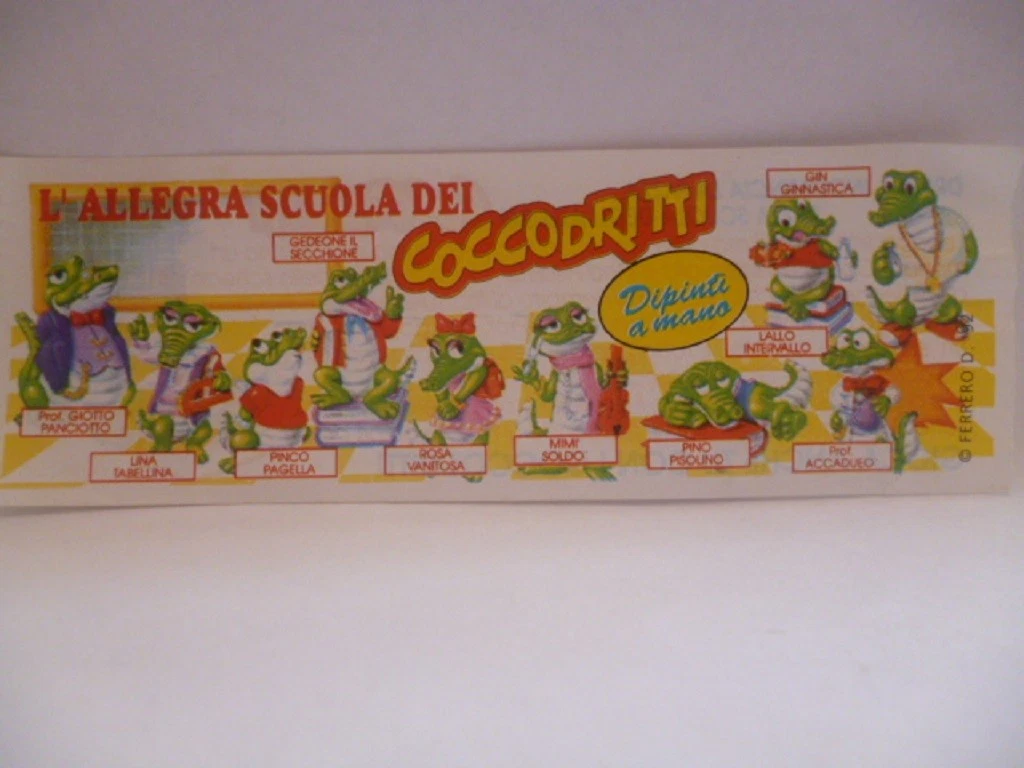 L'ALLEGRA SCUOLA DEI
COCCODRITTI
Dipinti
a mano
GEDEONE IL
SECCHIONE
GIN
GINNASTICA
LALLO
INTERVALLO
Prof. GIOTTO
PANCIOTTO
LINA
TABELLINA
PINCO
PAGELLA
ROSA
VANITOSA
MIMI'
SOLDO'
PINO
PISOLINO
Prof.
ACCADUEO
© FERRERO D. '92